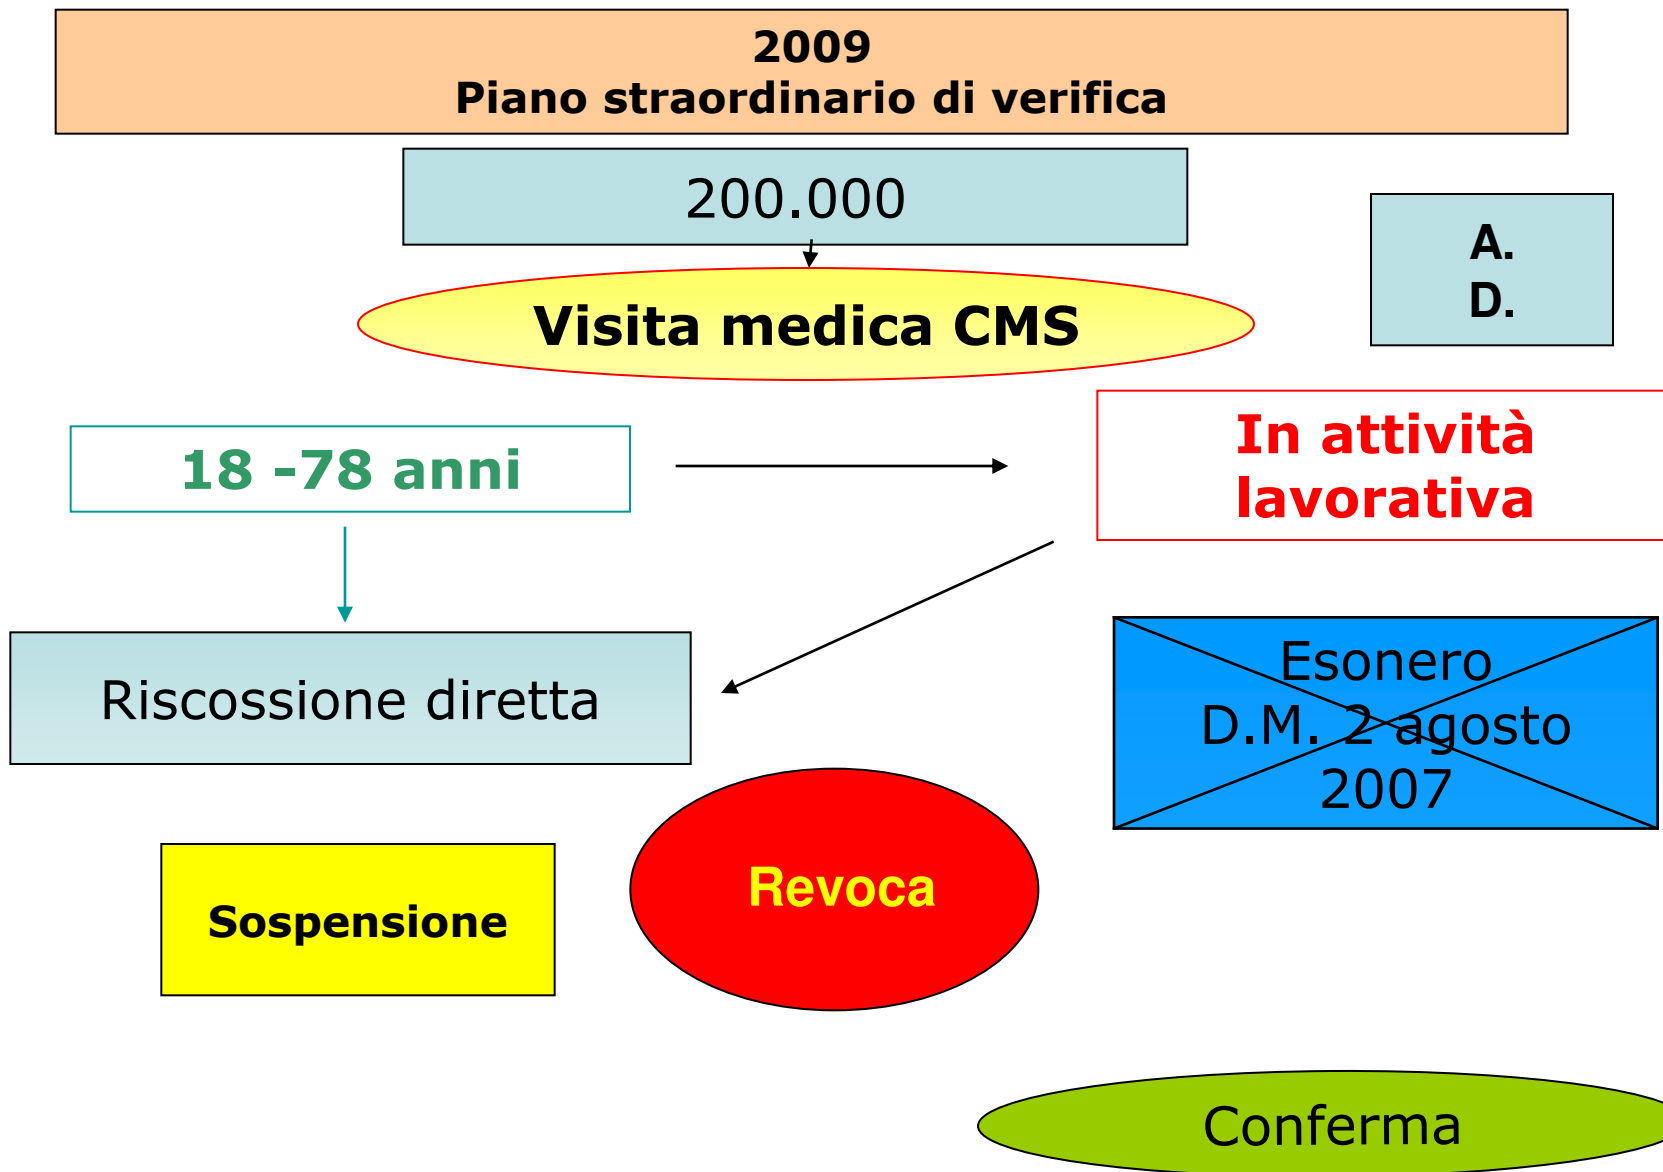 2009
Piano straordinario di verifica
200.000
A.
D.
Visita medica CMS
In attività
lavorativa
18 -78 anni
Esonero
D.M. 2 agosto
2007
Riscossione diretta
Revoca
Sospensione
Conferma